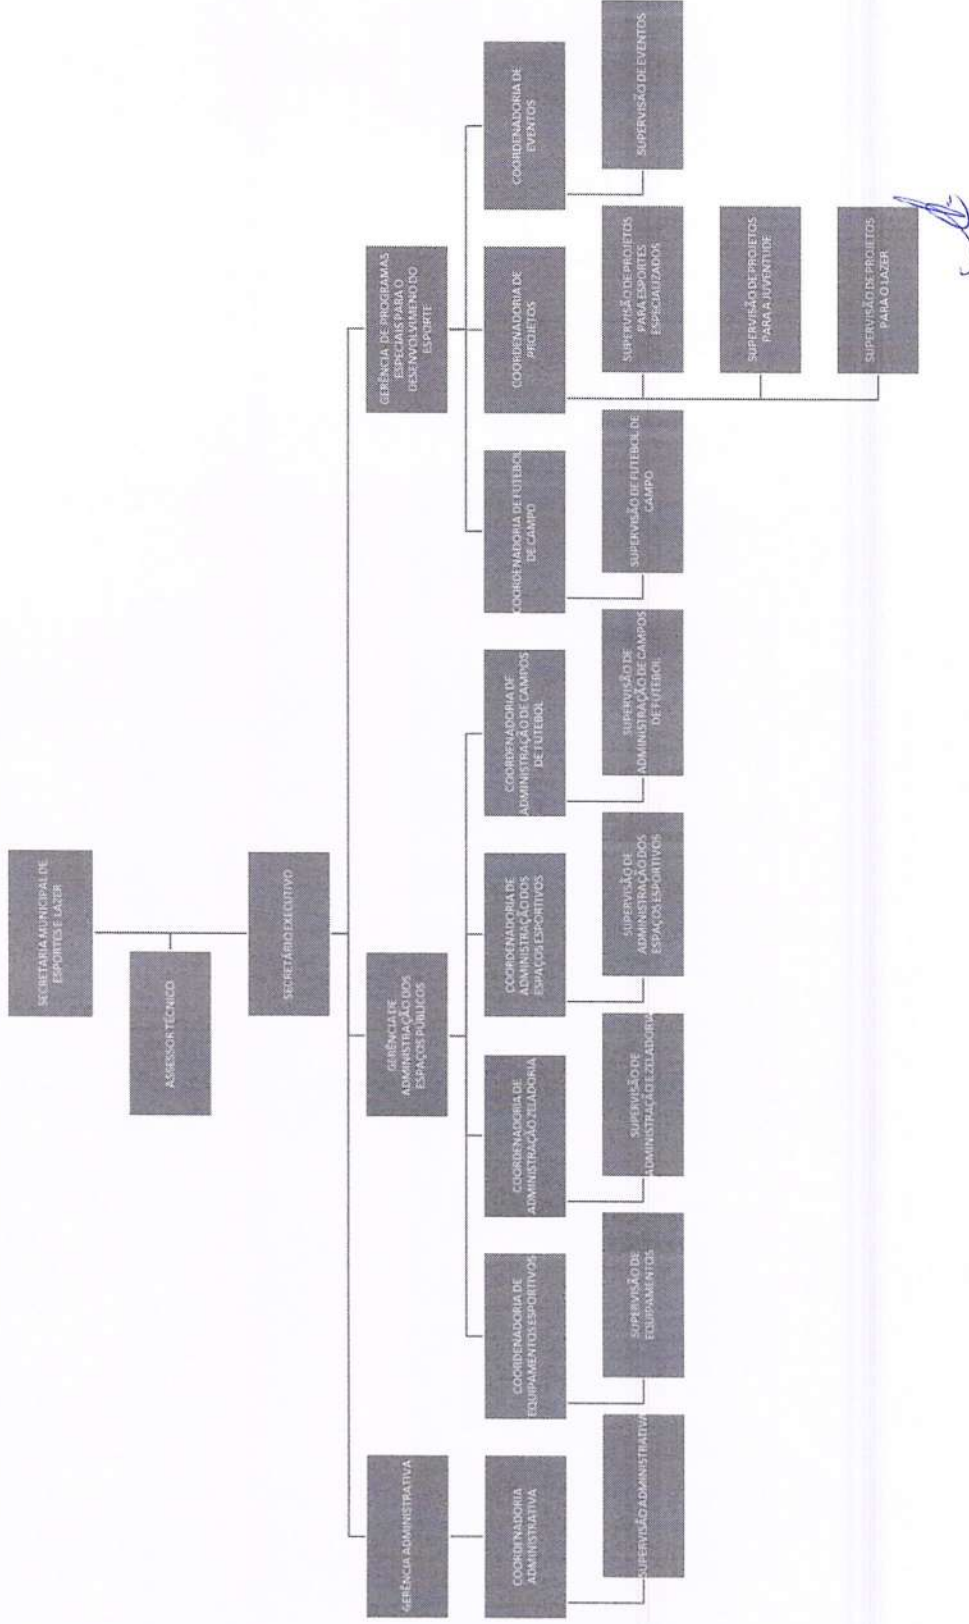 SECRETARIA MUNICIPAL DE
ESPORTES E LAZER
ASSESSOR TÉCNICO
SECRETÁRIO EXECUTIVO
GERÊNCIA ADMINISTRATIVA
GERÊNCIA DE
ADMINISTRAÇÃO DOS
ESPAÇOS PÚBLICOS
GERÊNCIA DE PROGRAMAS
ESPECIAIS PARA O
DESENVOLVIMENO DO
ESPORTE
COORDENADORIA
ADMINISTRATIVA
COORDENADORIA DE
EQUIPAMENTOS ESPORTIVOS
COORDENADORIA DE
ADMINISTRAÇÃO ZELADORIA
COORDENADORIA DE
ADMINISTRAÇÃO DOS
ESPAÇOS ESPORTIVOS
COORDENADORIA DE
ADMINISTRAÇÃO DE CAMPOS
DE FUTEBOL
COORDENADORIA DE FUTEBOL
DE CAMPO
COORDENADORIA DE
PROJETOS
COORDENADORIA DE
EVENTOS
SUPERVISÃO ADMINISTRATIVA
SUPERVISÃO DE
EQUIPAMENTOS
SUPERVISÃO DE
ADMINISTRAÇÃO E ZELADORIA
SUPERVISÃO DE
ADMINISTRAÇÃO DOS
ESPAÇOS ESPORTIVOS
SUPERVISÃO DE
ADMINISTRAÇÃO DE CAMPOS
DE FUTEBOL
SUPERVISÃO DE FUTEBOL DE
CAMPO
SUPERVISÃO DE PROJETOS
PARA ESPORTES
ESPECIALIZADOS
SUPERVISÃO DE EVENTOS
SUPERVISÃO DE PROJETOS
PARA A JUVENTUDE
SUPERVISÃO DE PROJETOS
PARA O LAZER